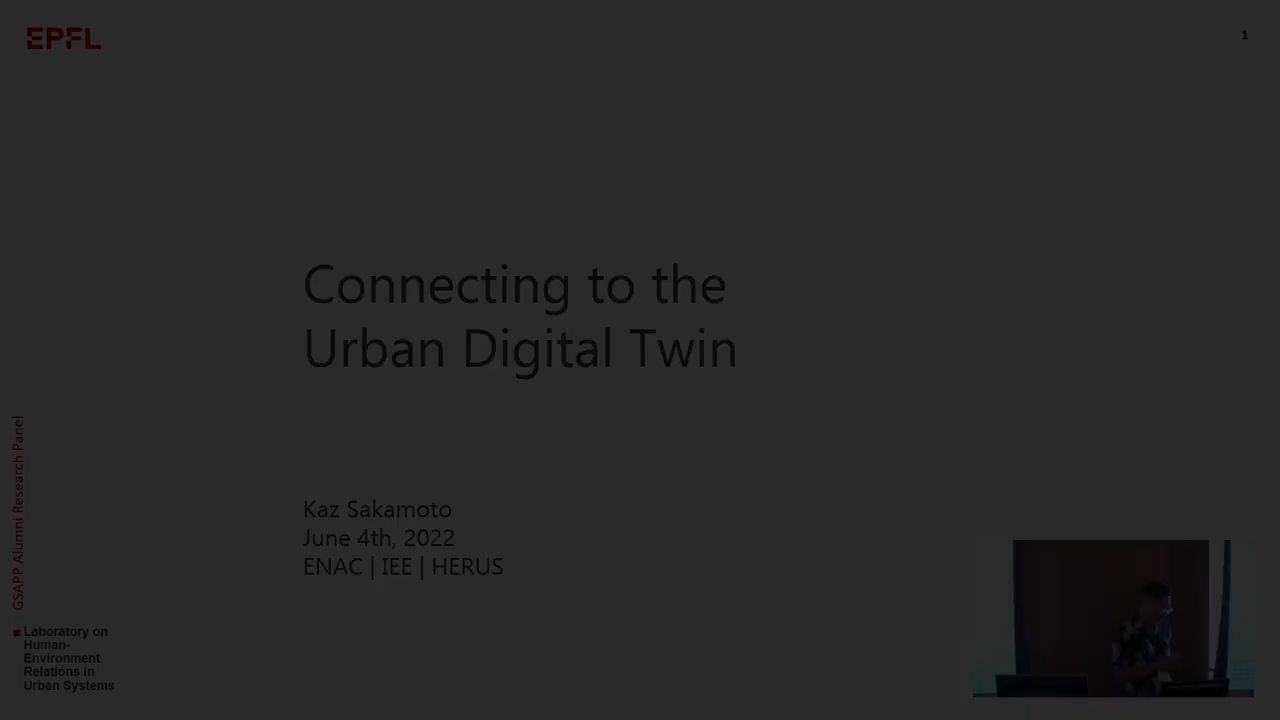 EPFL
1
Connecting to the
Urban Digital Twin
Kaz Sakamoto
June 4th, 2022
ENAC | IEE | HERUS
GSAPP Alumni Research Panel
Laboratory on
Human-
Environment
Relations in
Urban Systems